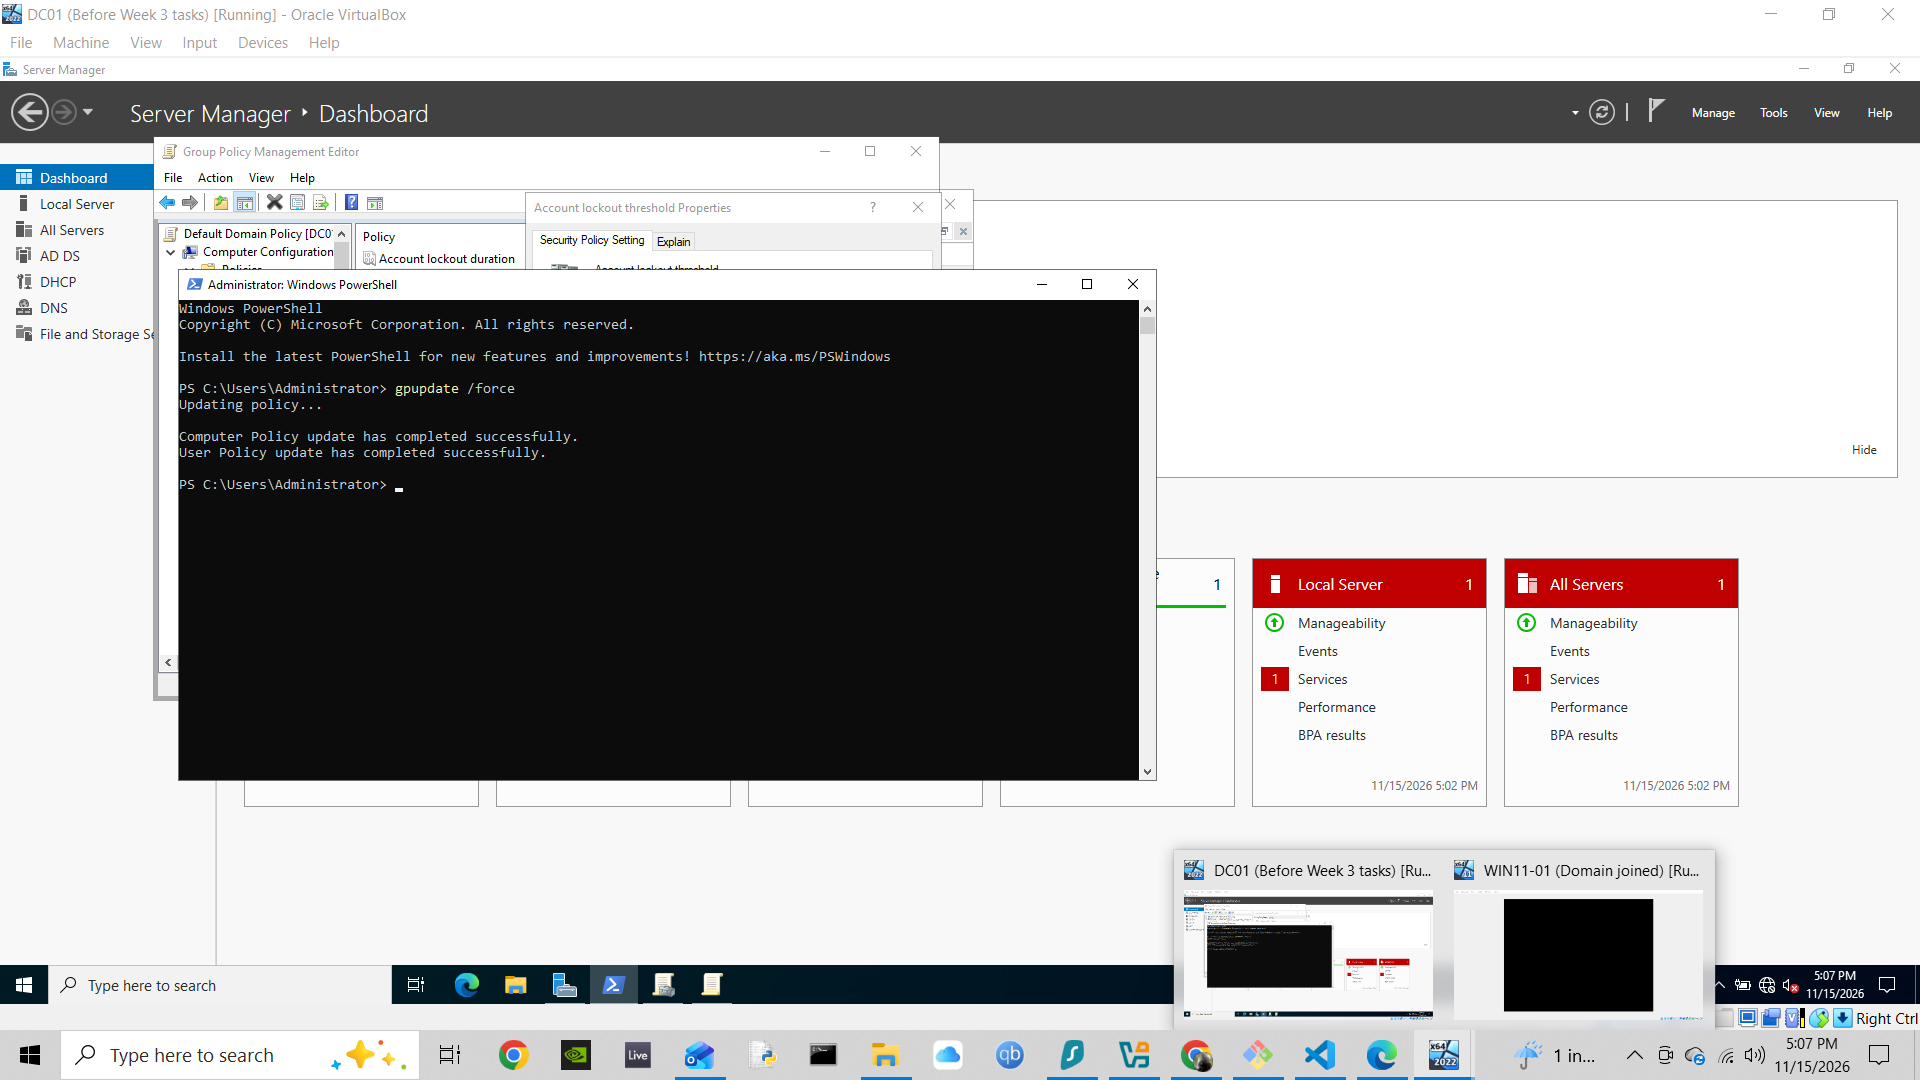 DC01 (Before Week 3 tasks) [Running] - Oracle VirtualBox
File Machine View Input Devices Help
Server Manager
Server Manager Dashboard
Manage Tools View Help
Group Policy Management Editor
File Action View Help
Dashboard
Local Server
All Servers
AD DS
DHCP
DNS
File and Storage Se
Default Domain Policy [DC0
Computer Configuration
Policy
Account lockout duration
Account lockout threshold Properties
?
Security Policy Setting
Explain
Administrator: Windows PowerShell
Windows PowerShell
Copyright (C) Microsoft Corporation. All rights reserved.
Install the latest PowerShell for new features and improvements! https://aka.ms/PSWindows
PS C:\Users\Administrator> gpupdate /force
Updating policy...
Computer Policy update has completed successfully.
User Policy update has completed successfully.
PS C:\Users\Administrator>
Hide
1
Local Server 1
Manageability
Events
1 Services
Performance
BPA results
11/15/2026 5:02 PM
All Servers 1
Manageability
Events
1 Services
Performance
BPA results
11/15/2026 5:02 PM
DC01 (Before Week 3 tasks) [Ru...
WIN11-01 (Domain joined) [Ru...
Type here to search
5:07 PM
11/15/2026
Right Ctrl
Type here to search
Live
qb
x64
2022
1 in...
5:07 PM
11/15/2026